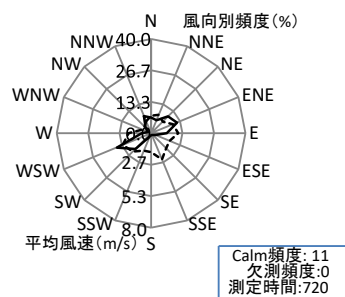 N 風向別頻度(%)
40.0
NNW
NNE
NW
26.7
NE
WNW
13.3
ENE
W
0.0
E
WSW
2.7
ESE
SW
5.3
SE
SSW
SSE
8.0
平均風速(m/s) S
Calm頻度: 11
欠測頻度:0
測定時間:720